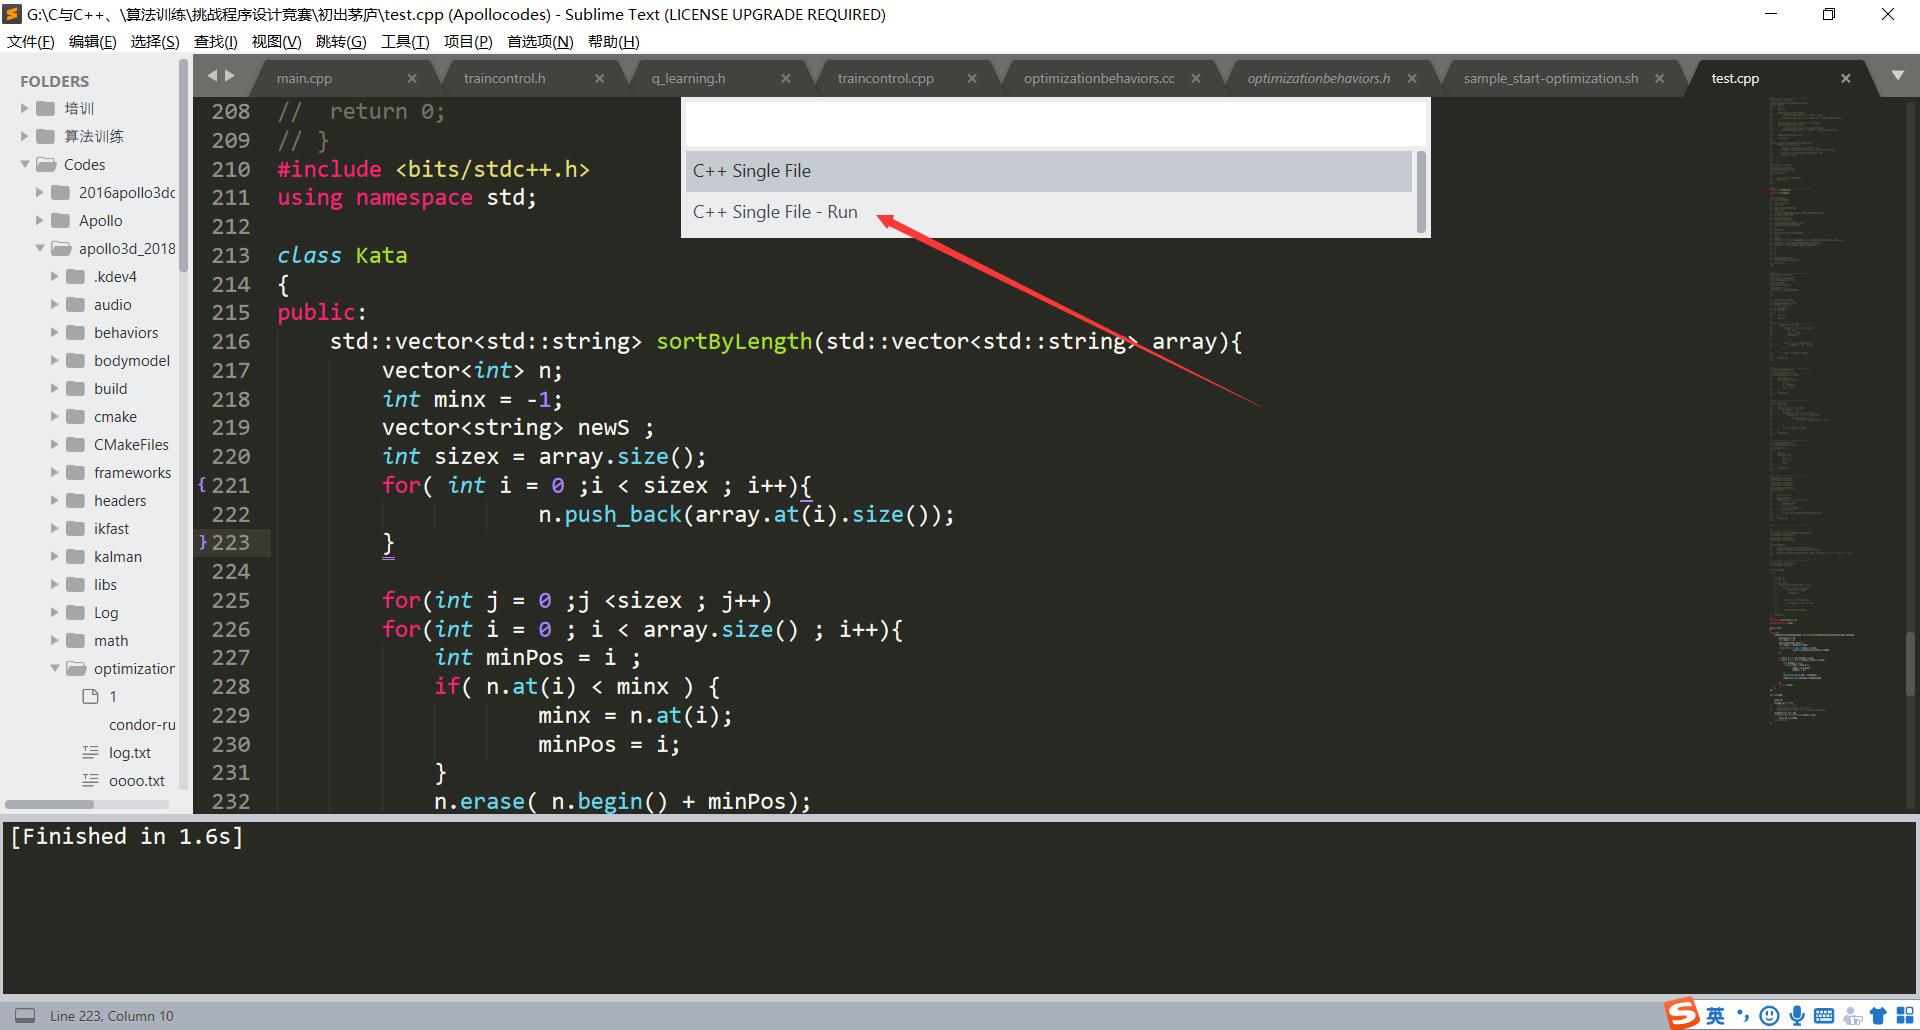 G:\C与C++、\算法训练\挑战程序设计竞赛\初出茅庐\test.cpp (Apollocodes) - Sublime Text (LICENSE UPGRADE REQUIRED)
文件(F) 编辑(E) 选择(S) 查找(I) 视图(V) 跳转(G) 工具(T) 项目(P) 首选项(N) 帮助(H)
main.cpp traincontrol.h q_learning.h traincontrol.cpp optimizationbehaviors.cc optimizationbehaviors.h sample_start-optimization.sh test.cpp
FOLDERS
培训
算法训练
Codes
2016apollo3dc
Apollo
apollo3d_2018
.kdev4
audio
behaviors
bodymodel
build
cmake
CMakeFiles
frameworks
headers
ikfast
kalman
libs
Log
math
optimization
1
condor-ru
log.txt
oooo.txt
C++ Single File
C++ Single File - Run
208 // return 0;
209 // }
210 #include <bits/stdc++.h>
211 using namespace std;
212
213 class Kata
214 {
215 public:
216 std::vector<std::string> sortByLength(std::vector<std::string> array){
217 vector<int> n;
218 int minx = -1;
219 vector<string> newS ;
220 int sizex = array.size();
{ 221 for( int i = 0 ;i < sizex ; i++){
222 n.push_back(array.at(i).size());
} 223 }
224
225 for(int j = 0 ;j <sizex ; j++)
226 for(int i = 0 ; i < array.size() ; i++){
227 int minPos = i ;
228 if( n.at(i) < minx ) {
229 minx = n.at(i);
230 minPos = i;
231 }
232 n.erase( n.begin() + minPos);
[Finished in 1.6s]
Line 223, Column 10
英